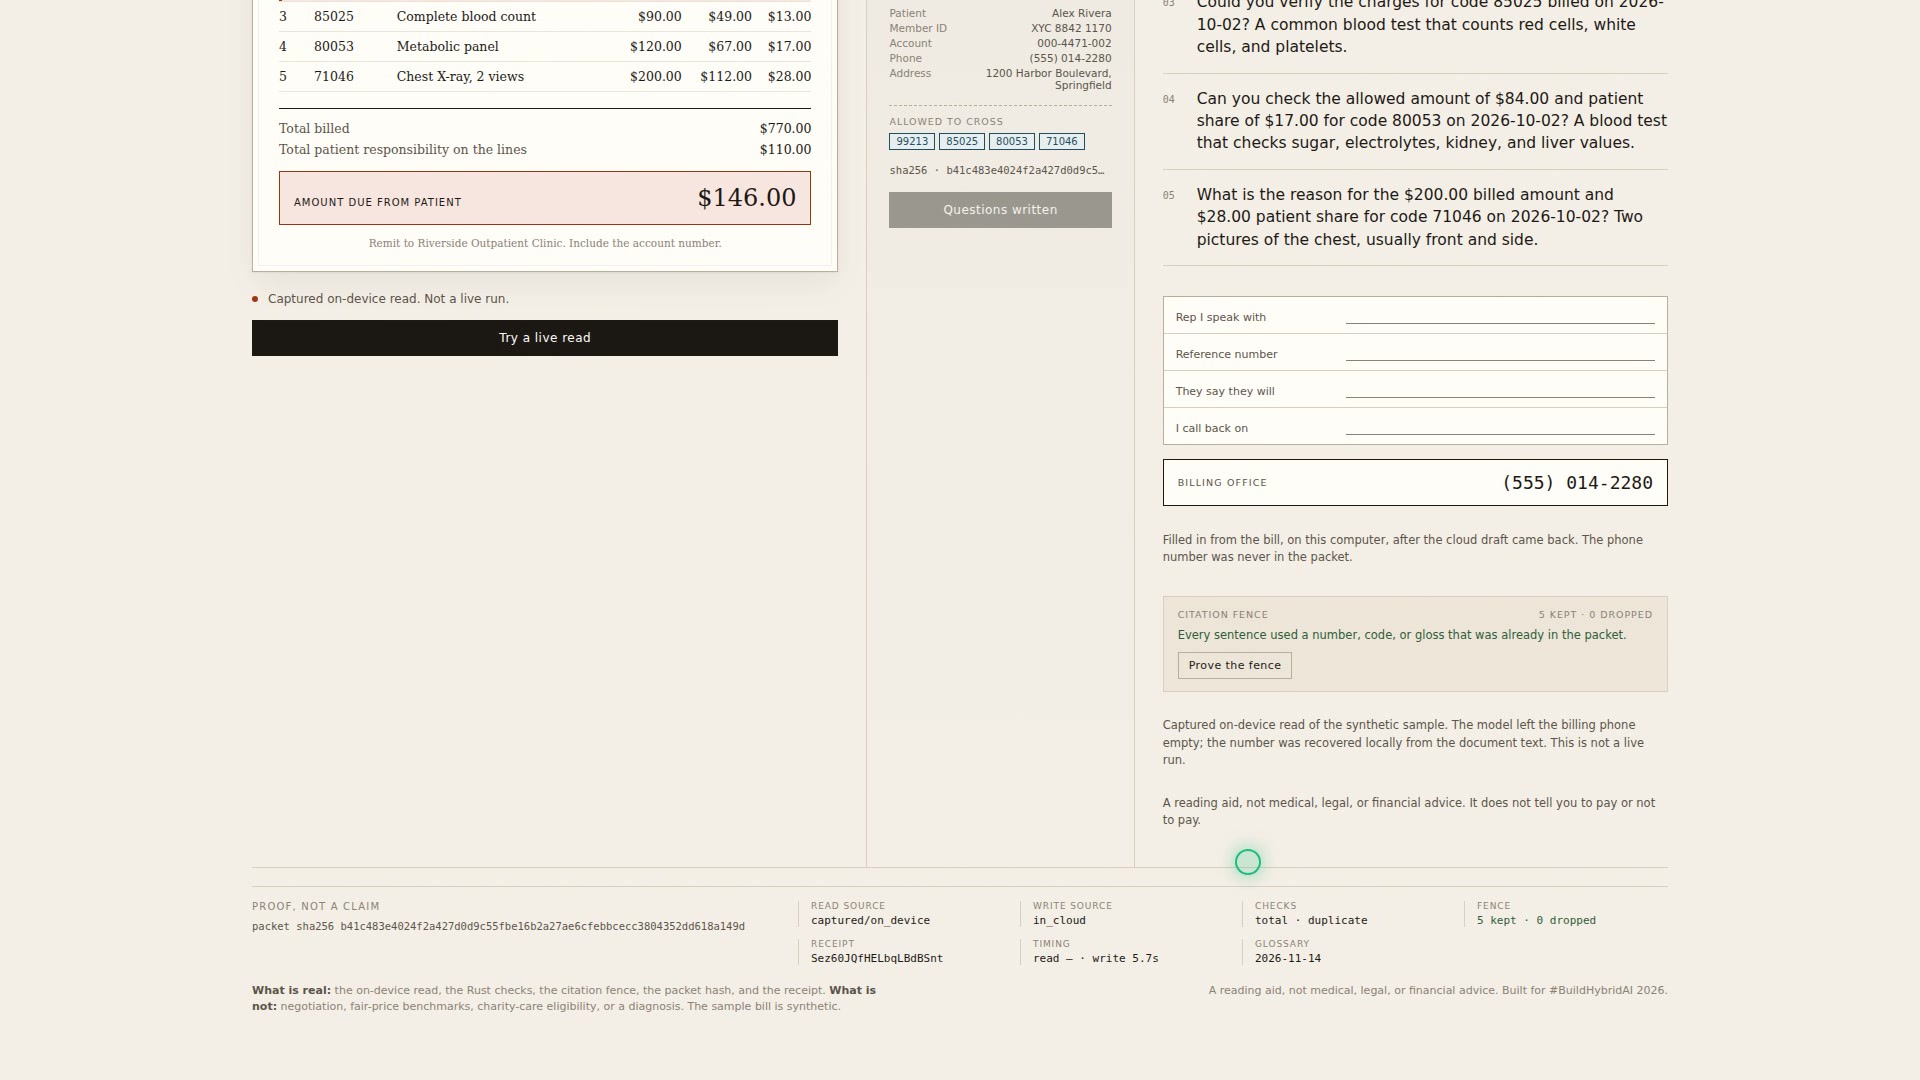 3 85025 Complete blood count $90.00 $49.00 $13.00
4 80053 Metabolic panel $120.00 $67.00 $17.00
5 71046 Chest X-ray, 2 views $200.00 $112.00 $28.00
Total billed $770.00
Total patient responsibility on the lines $110.00
AMOUNT DUE FROM PATIENT $146.00
Remit to Riverside Outpatient Clinic. Include the account number.
Captured on-device read. Not a live run.
Try a live read
Patient Alex Rivera
Member ID XYC 8842 1170
Account 000-4471-002
Phone (555) 014-2280
Address 1200 Harbor Boulevard,
Springfield
ALLOWED TO CROSS
99213 85025 80053 71046
sha256 · b41c483e4024f2a427d0d9c5…
Questions written
03 Could you verify the charges for code 85025 billed on 2026-
10-02? A common blood test that counts red cells, white
cells, and platelets.
04 Can you check the allowed amount of $84.00 and patient
share of $17.00 for code 80053 on 2026-10-02? A blood test
that checks sugar, electrolytes, kidney, and liver values.
05 What is the reason for the $200.00 billed amount and
$28.00 patient share for code 71046 on 2026-10-02? Two
pictures of the chest, usually front and side.
Rep I speak with
Reference number
They say they will
I call back on
BILLING OFFICE (555) 014-2280
Filled in from the bill, on this computer, after the cloud draft came back. The phone
number was never in the packet.
CITATION FENCE 5 KEPT · 0 DROPPED
Every sentence used a number, code, or gloss that was already in the packet.
Prove the fence
Captured on-device read of the synthetic sample. The model left the billing phone
empty; the number was recovered locally from the document text. This is not a live
run.
A reading aid, not medical, legal, or financial advice. It does not tell you to pay or not
to pay.
PROOF, NOT A CLAIM
packet sha256 b41c483e4024f2a427d0d9c55fbe16b2a27ae6cfebbcecc3804352dd618a149d
READ SOURCE WRITE SOURCE CHECKS FENCE
captured/on_device in_cloud total · duplicate 5 kept · 0 dropped
RECEIPT TIMING GLOSSARY
Sez60JQfHELbqLBdBSnt read — · write 5.7s 2026-11-14
What is real: the on-device read, the Rust checks, the citation fence, the packet hash, and the receipt. What is
not: negotiation, fair-price benchmarks, charity-care eligibility, or a diagnosis. The sample bill is synthetic.
A reading aid, not medical, legal, or financial advice. Built for #BuildHybridAI 2026.